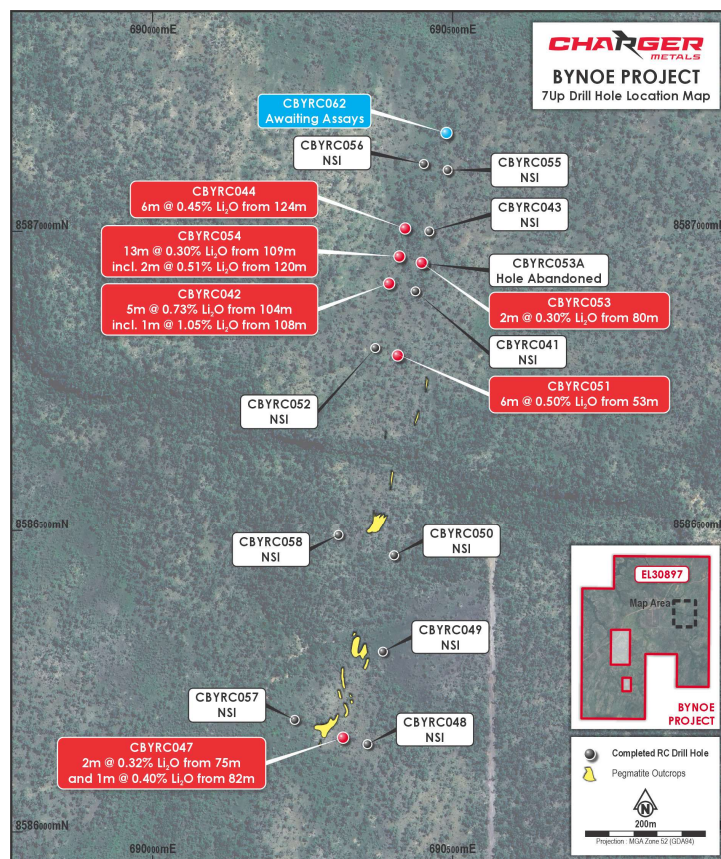 690000mE
690500mE
CHARGER
METALS
BYNOE PROJECT
7Up Drill Hole Location Map
CBYRC062
Awaiting Assays
CBYRC056
NSI
CBYRC055
NSI
CBYRC044
6m @ 0.45% Li₂O from 124m
8587000mN
8587000mN
CBYRC043
NSI
CBYRC054
13m @ 0.30% Li₂O from 109m
incl. 2m @ 0.51% Li₂O from 120m
CBYRC053A
Hole Abandoned
CBYRC042
5m @ 0.73% Li₂O from 104m
incl. 1m @ 1.05% Li₂O from 108m
CBYRC053
2m @ 0.30% Li₂O from 80m
CBYRC041
NSI
CBYRC051
6m @ 0.50% Li₂O from 53m
CBYRC052
NSI
8586500mN
8586500mN
CBYRC058
NSI
CBYRC050
NSI
EL30897
Map Area
BYNOE
PROJECT
CBYRC049
NSI
CBYRC057
NSI
CBYRC048
NSI
CBYRC047
2m @ 0.32% Li₂O from 75m
and 1m @ 0.40% Li₂O from 82m
Completed RC Drill Hole
Pegmatite Outcrops
N
200m
Projection : MGA Zone 52 (GDA94)
8586000mN
690000mE
690500mE